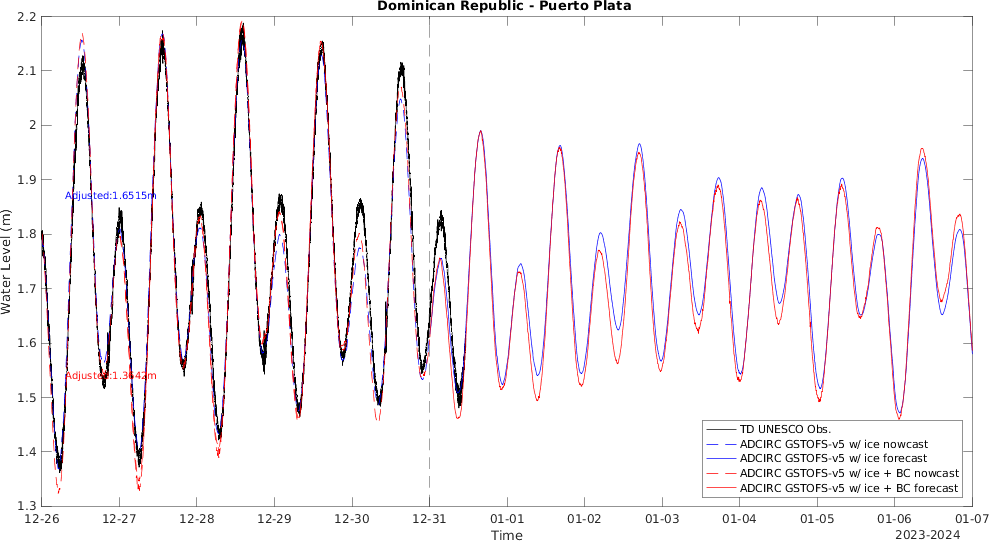 Dominican Republic - Puerto Plata
2.2
2.1
2
1.9
1.8
1.7
1.6
1.5
1.4
1.3
Water Level (m)
Adjusted:1.6515m
Adjusted:1.3642m
TD UNESCO Obs.
ADCIRC GSTOFS-v5 w/ ice nowcast
ADCIRC GSTOFS-v5 w/ ice forecast
ADCIRC GSTOFS-v5 w/ ice + BC nowcast
ADCIRC GSTOFS-v5 w/ ice + BC forecast
12-26 12-27 12-28 12-29 12-30 12-31 01-01 01-02 01-03 01-04 01-05 01-06 01-07
Time
2023-2024